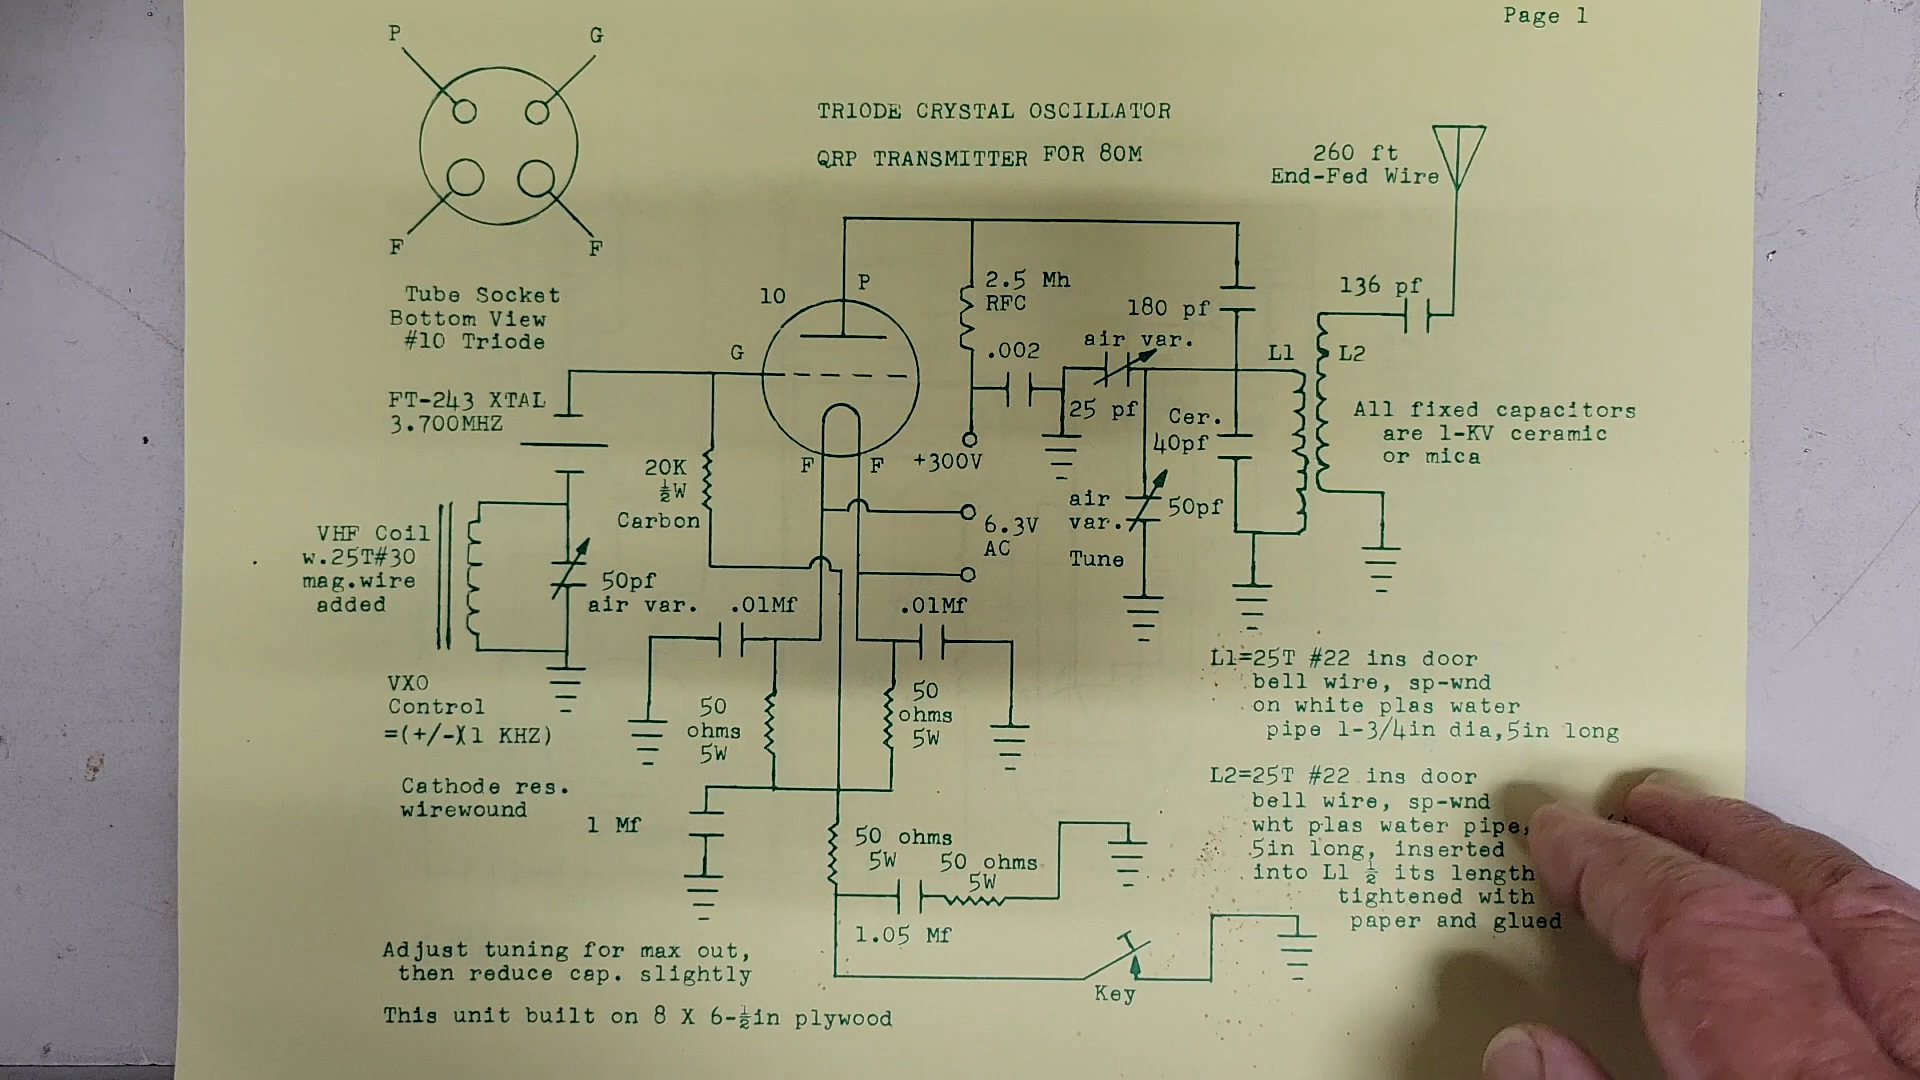 Page 1
P
G
F
F
Tube Socket
Bottom View
#10 Triode
TRIODE CRYSTAL OSCILLATOR
QRP TRANSMITTER FOR 80M
260 ft
End-Fed Wire
136 pf
10
P
G
F
F
2.5 Mh
RFC
.002
+300V
180 pf
air var.
25 pf
Cer.
40pf
L1
L2
All fixed capacitors
are 1-KV ceramic
or mica
FT-243 XTAL
3.700MHZ
20K
½W
Carbon
6.3V
AC
air
var.
50pf
Tune
VHF Coil
w.25T#30
mag.wire
added
50pf
air var.
.01Mf
.01Mf
VXO
Control
=(+/-)(1 KHZ)
50
ohms
5W
50
ohms
5W
Cathode res.
wirewound
1 Mf
50 ohms
5W
50 ohms
5W
1.05 Mf
Key
L1=25T #22 ins door
bell wire, sp-wnd
on white plas water
pipe 1-3/4in dia,5in long
L2=25T #22 ins door
bell wire, sp-wnd
wht plas water pipe,
5in long, inserted
into L1 ½ its length
tightened with
paper and glued
Adjust tuning for max out,
then reduce cap. slightly
This unit built on 8 X 6-½in plywood